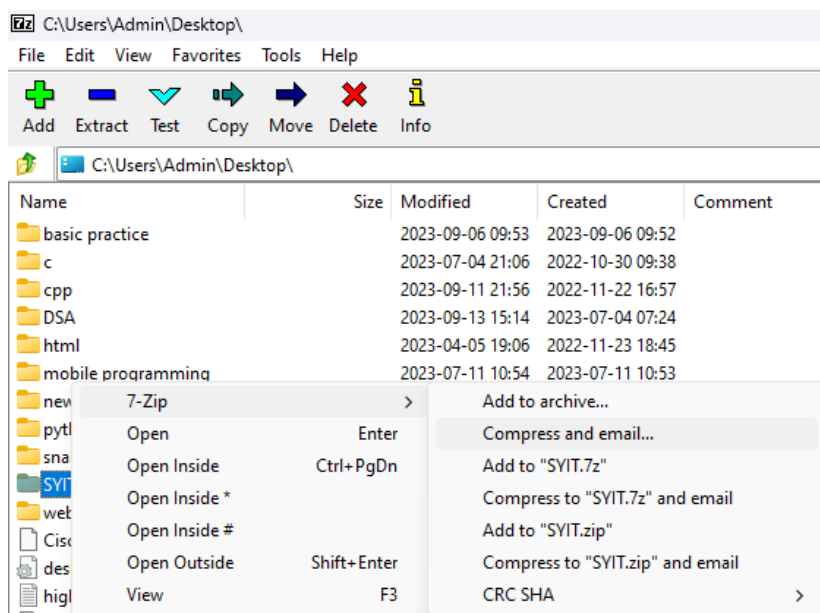 7z C:\Users\Admin\Desktop\
File Edit View Favorites Tools Help
Add Extract Test Copy Move Delete Info
C:\Users\Admin\Desktop\
Name Size Modified Created Comment
basic practice 2023-09-06 09:53 2023-09-06 09:52
c 2023-07-04 21:06 2022-10-30 09:38
cpp 2023-09-11 21:56 2022-11-22 16:57
DSA 2023-09-13 15:14 2023-07-04 07:24
html 2023-04-05 19:06 2022-11-23 18:45
mobile programming 2023-07-11 10:54 2023-07-11 10:53
new 7-Zip > Add to archive...
Open Enter Compress and email...
sna Open Inside Ctrl+PgDn Add to "SYIT.7z"
SYIT Open Inside * Compress to "SYIT.7z" and email
web Open Inside # Add to "SYIT.zip"
des Open Outside Shift+Enter Compress to "SYIT.zip" and email
View F3 CRC SHA >